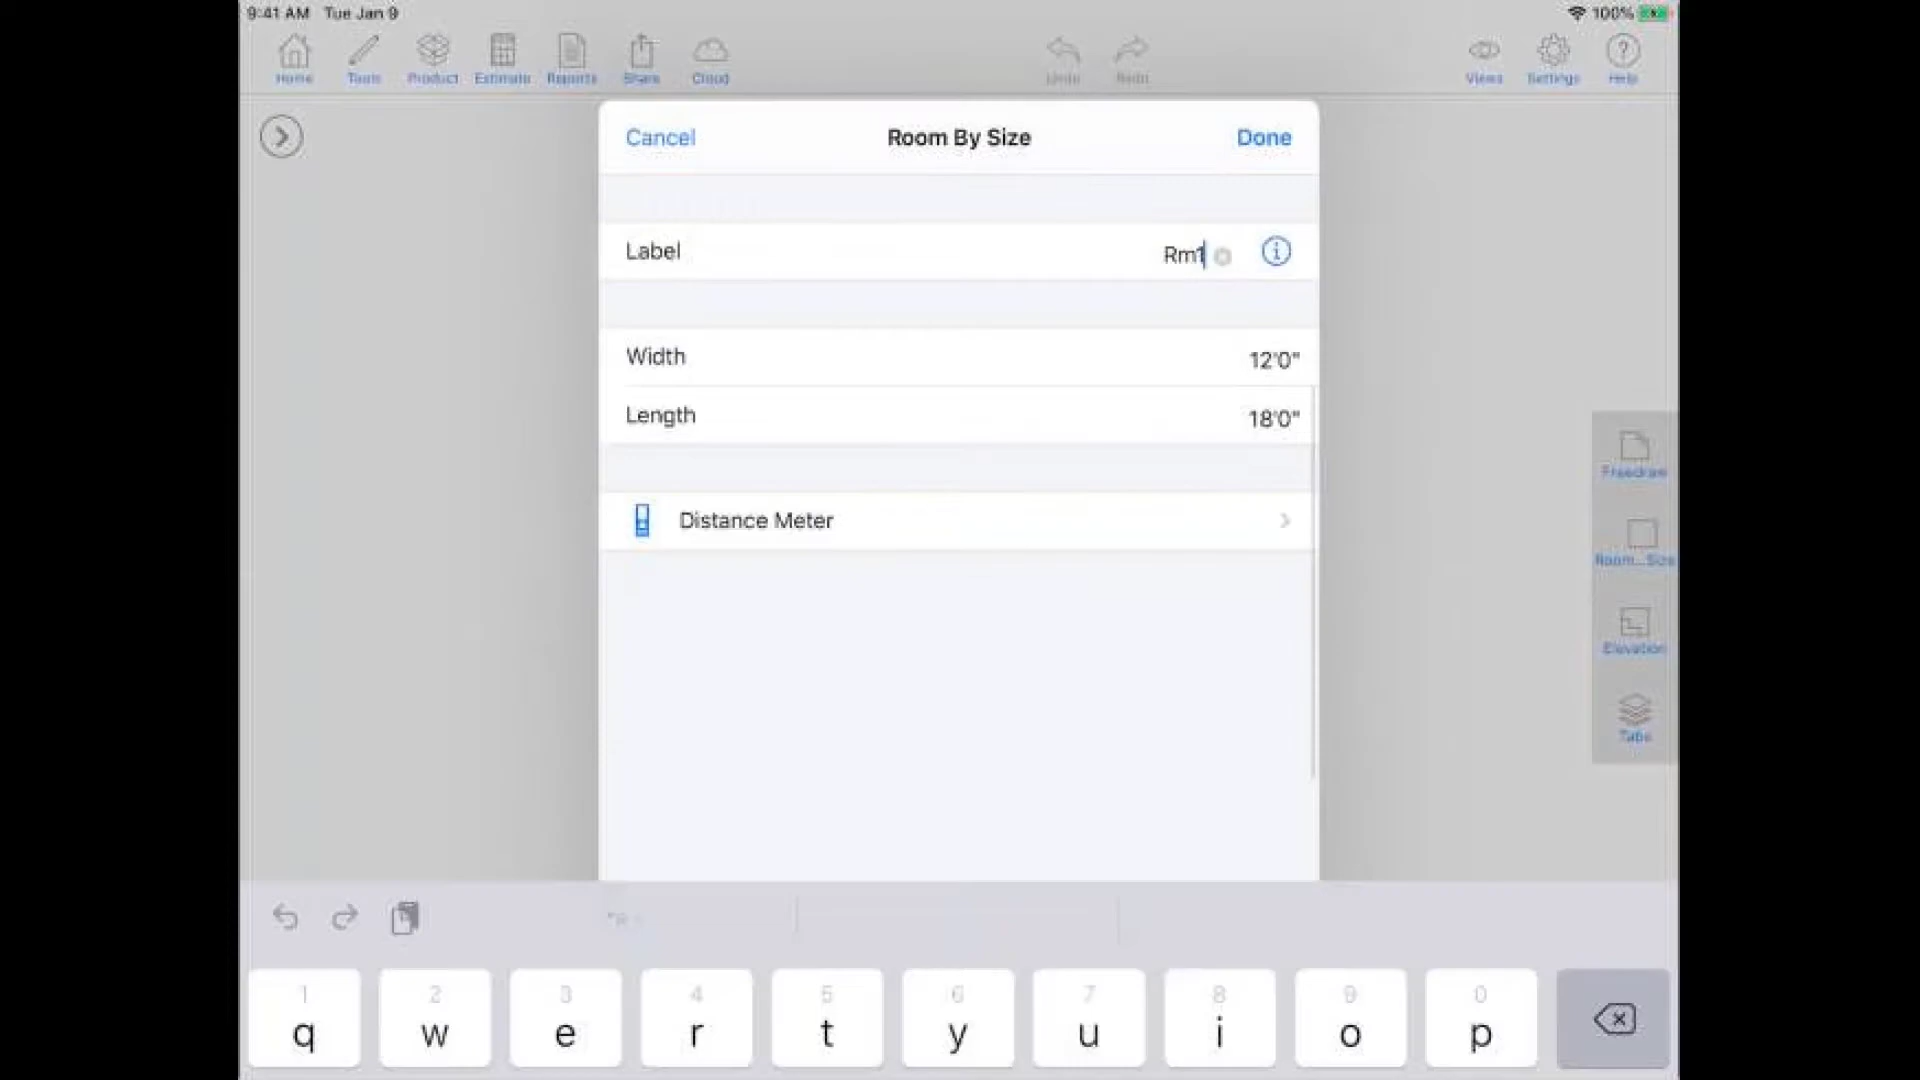 9:41 AM Tue Jan 9
100%
Home Tools Product Estimate Reports Share Cloud Undo Redo Views Settings Help
Cancel Room By Size Done
Label Rm1
Width 12'0"
Length 18'0"
Distance Meter
Freedraw
Room...Size
Elevation
Tabs
1 2 3 4 5 6 7 8 9 0
q w e r t y u i o p